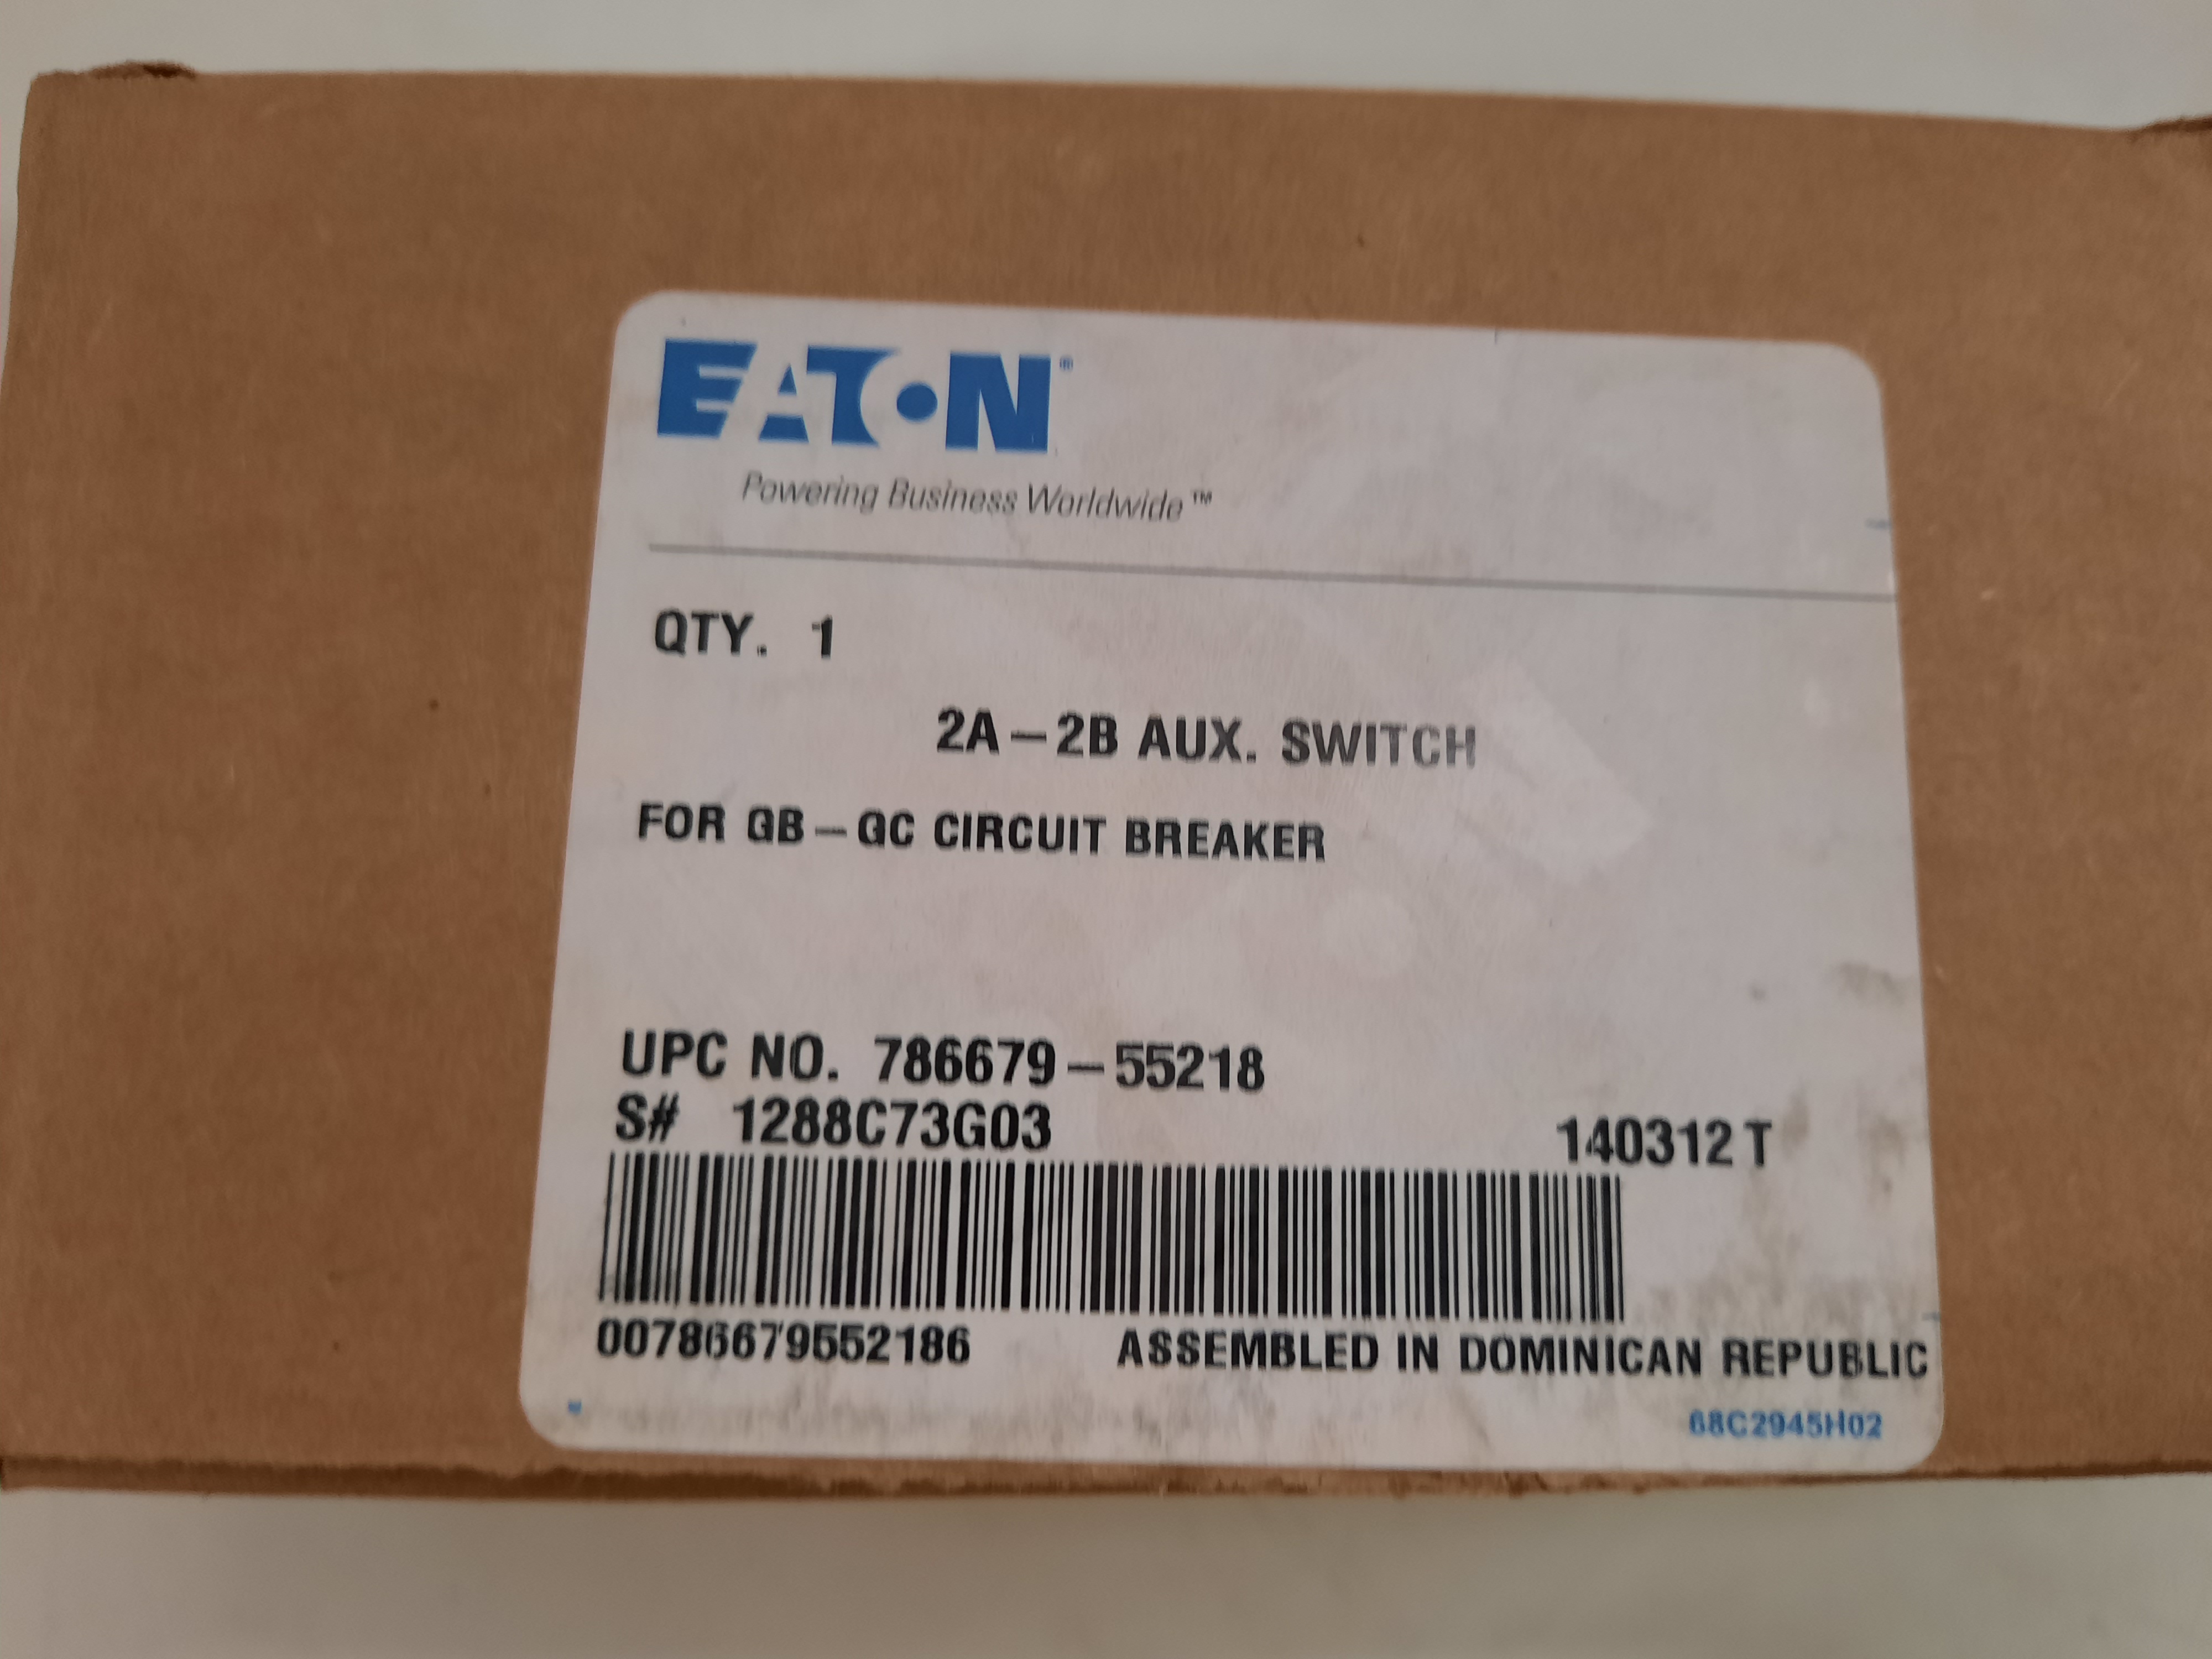 EATON®
Powering Business Worldwide™
QTY. 1
2A-2B AUX. SWITCH
FOR GB-GC CIRCUIT BREAKER
UPC NO. 786679-55218
S# 1288C73G03 140312 T
00786679552186 ASSEMBLED IN DOMINICAN REPUBLIC
68C2945H02